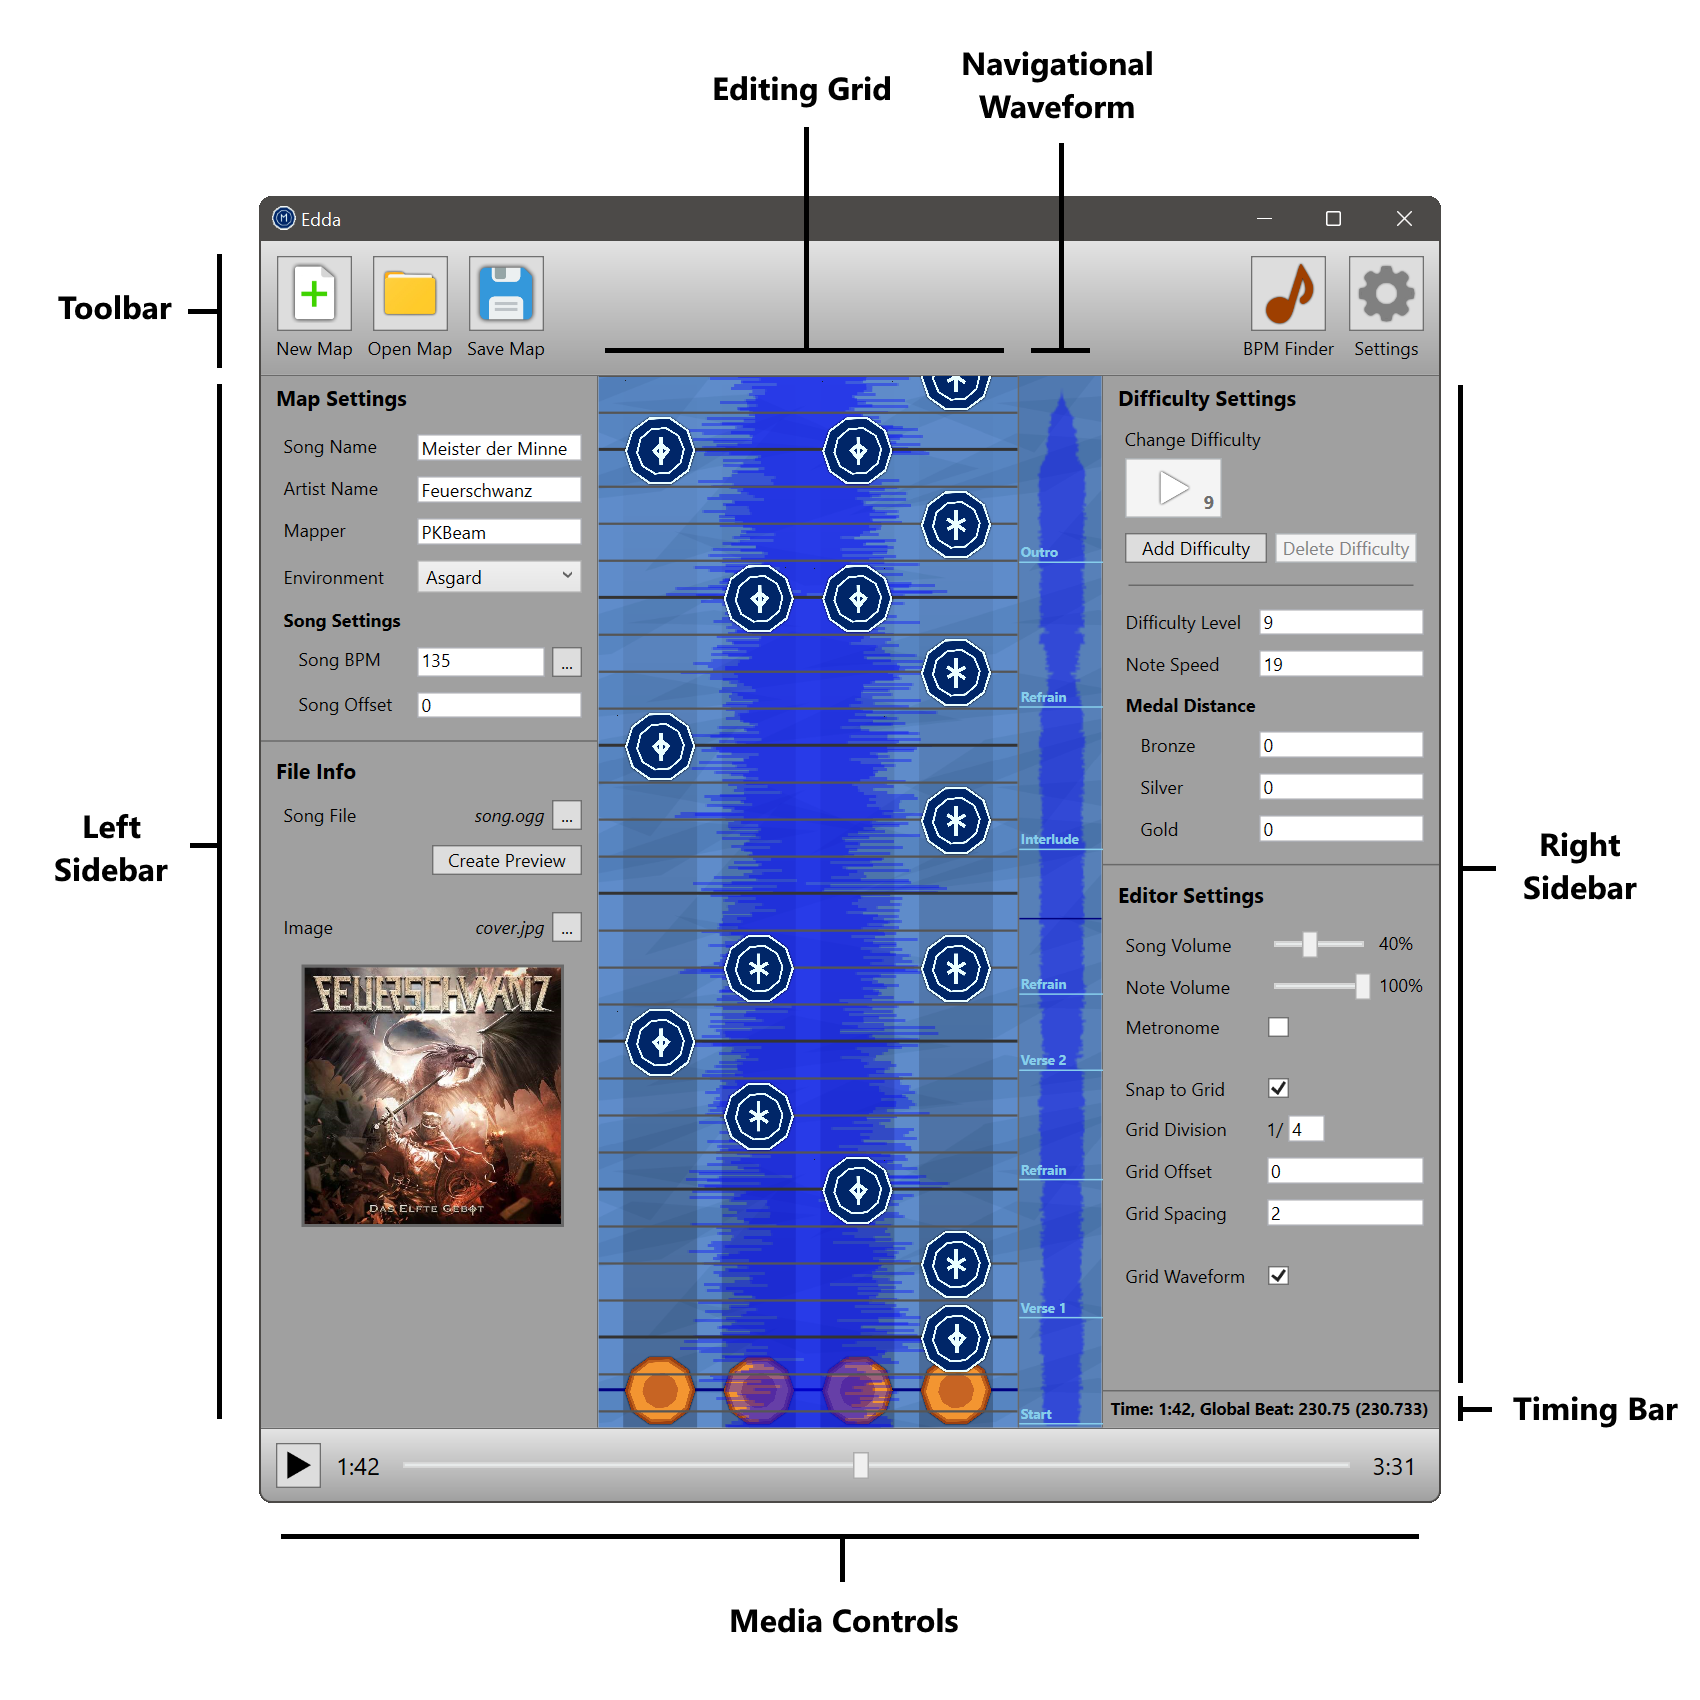 Editing Grid
Navigational
Waveform
Edda
Toolbar
New Map
Open Map
Save Map
BPM Finder
Settings
Left
Sidebar
Map Settings
Song Name
Meister der Minne
Artist Name
Feuerschwanz
Mapper
PKBeam
Environment
Asgard
Song Settings
Song BPM
135
...
Song Offset
0
File Info
Song File
song.ogg
...
Create Preview
Image
cover.jpg
...
FEUERSCHWANZ
DAS ELFTE GEBOT
Outro
Refrain
Interlude
Refrain
Verse 2
Refrain
Verse 1
Start
Difficulty Settings
Change Difficulty
9
Add Difficulty
Delete Difficulty
Difficulty Level
9
Note Speed
19
Medal Distance
Bronze
0
Silver
0
Gold
0
Editor Settings
Song Volume
40%
Note Volume
100%
Metronome
Snap to Grid
Grid Division
1/ 4
Grid Offset
0
Grid Spacing
2
Grid Waveform
Right
Sidebar
Time: 1:42, Global Beat: 230.75 (230.733)
Timing Bar
1:42
3:31
Media Controls